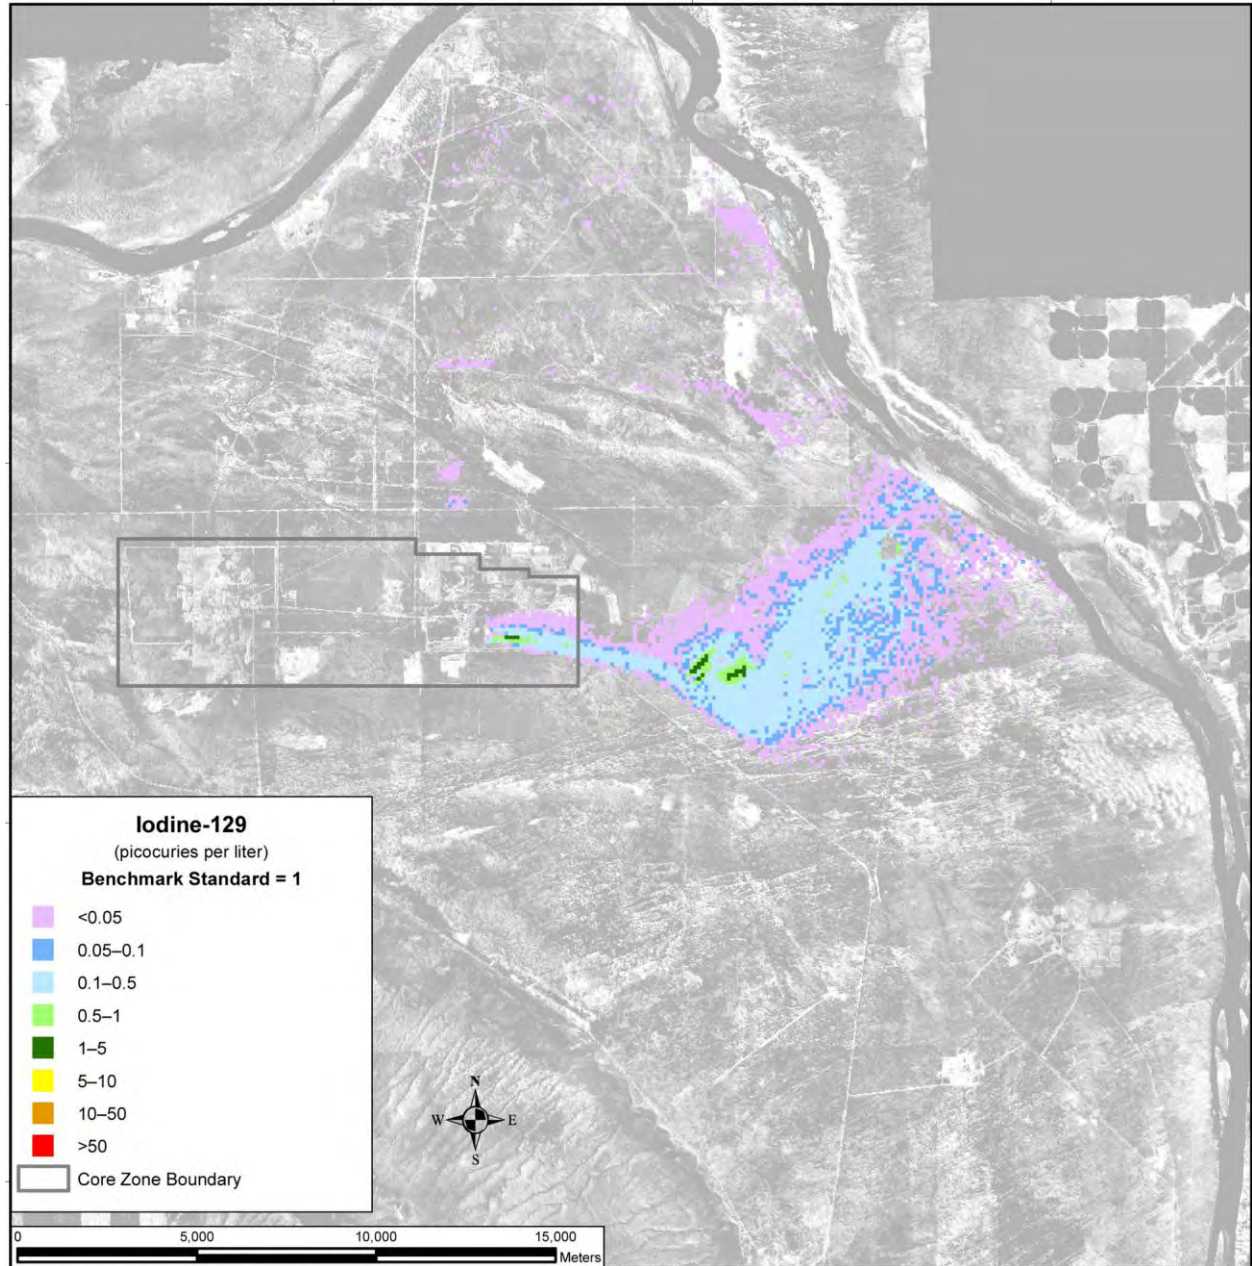 Iodine-129
(picocuries per liter)
Benchmark Standard = 1
<0.05
0.05–0.1
0.1–0.5
0.5–1
1–5
5–10
10–50
>50
Core Zone Boundary
N
W E
S
0 5,000 10,000 15,000
Meters